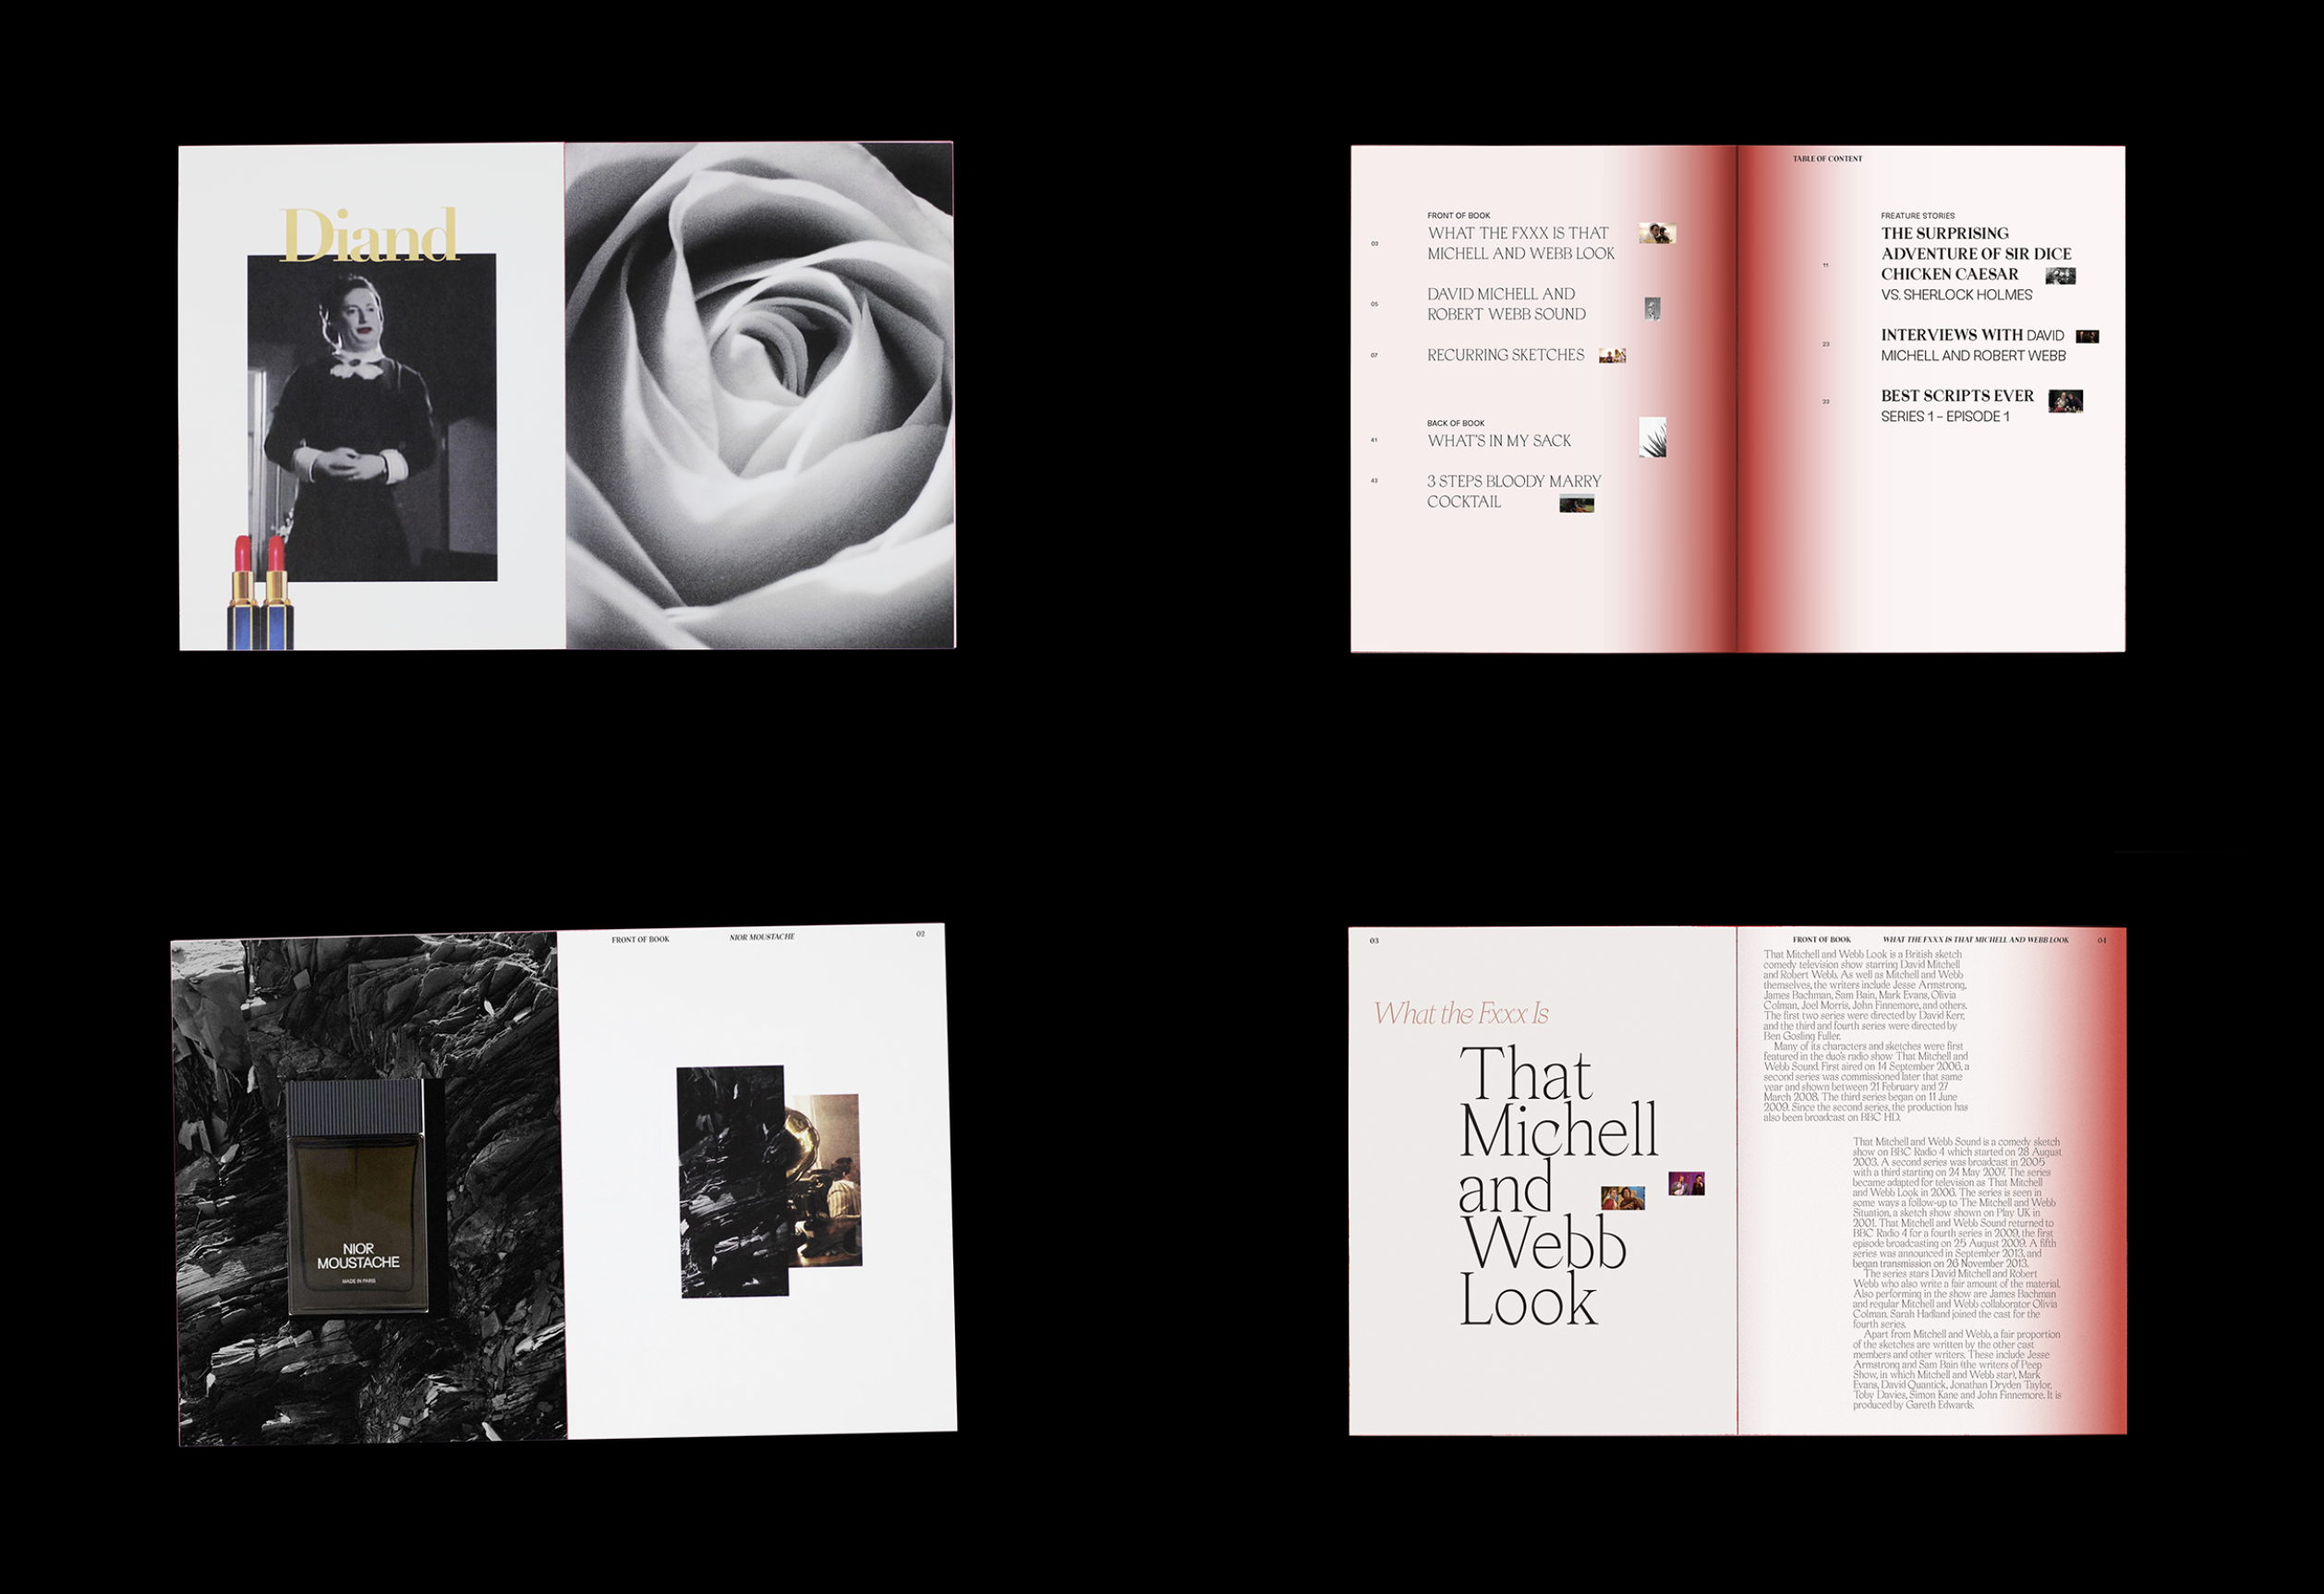 Diand
TABLE OF CONTENT
FRONT OF BOOK
03
WHAT THE FXXX IS THAT
MICHELL AND WEBB LOOK
05
DAVID MICHELL AND
ROBERT WEBB SOUND
07
RECURRING SKETCHES
BACK OF BOOK
41
WHAT'S IN MY SACK
43
3 STEPS BLOODY MARRY
COCKTAIL
FREATURE STORIES
11
THE SURPRISING
ADVENTURE OF SIR DICE
CHICKEN CAESAR
VS. SHERLOCK HOLMES
23
INTERVIEWS WITH DAVID
MICHELL AND ROBERT WEBB
33
BEST SCRIPTS EVER
SERIES 1 – EPISODE 1
NIOR
MOUSTACHE
MADE IN PARIS
FRONT OF BOOK
NIOR MOUSTACHE
02
03
What the Fxxx Is
That
Michell
and
Webb
Look
FRONT OF BOOK
WHAT THE FXXX IS THAT MICHELL AND WEBB LOOK
04
That Mitchell and Webb Look is a British sketch
comedy television show starring David Mitchell
and Robert Webb. As well as Mitchell and Webb
themselves, the writers include Jesse Armstrong,
James Bachman, Sam Bain, Mark Evans, Olivia
Colman, Joel Morris, John Finnemore, and others.
The first two series were directed by David Kerr,
and the third and fourth series were directed by
Ben Gosling Fuller.
Many of its characters and sketches were first
featured in the duo's radio show That Mitchell and
Webb Sound. First aired on 14 September 2006, a
second series was commissioned later that same
year and shown between 21 February and 27
March 2008. The third series began on 11 June
2009. Since the second series, the production has
also been broadcast on BBC HD.
That Mitchell and Webb Sound is a comedy sketch
show on BBC Radio 4 which started on 28 August
2003. A second series was broadcast in 2005
with a third starting on 24 May 2007. The series
became adapted for television as That Mitchell
and Webb Look in 2006. The series is seen in
some ways a follow-up to The Mitchell and Webb
Situation, a sketch show shown on Play UK in
2001. That Mitchell and Webb Sound returned to
BBC Radio 4 for a fourth series in 2009, the first
episode broadcasting on 25 August 2009. A fifth
series was announced in September 2013, and
began transmission on 26 November 2013.
The series stars David Mitchell and Robert
Webb who also write a fair amount of the material.
Also performing in the show are James Bachman
and regular Mitchell and Webb collaborator Olivia
Colman. Sarah Hadland joined the cast for the
fourth series.
Apart from Mitchell and Webb, a fair proportion
of the sketches are written by the other cast
members and other writers. These include Jesse
Armstrong and Sam Bain (the writers of Peep
Show, in which Mitchell and Webb star), Mark
Evans, David Quantick, Jonathan Dryden Taylor,
Toby Davies, Simon Kane and John Finnemore. It is
produced by Gareth Edwards.